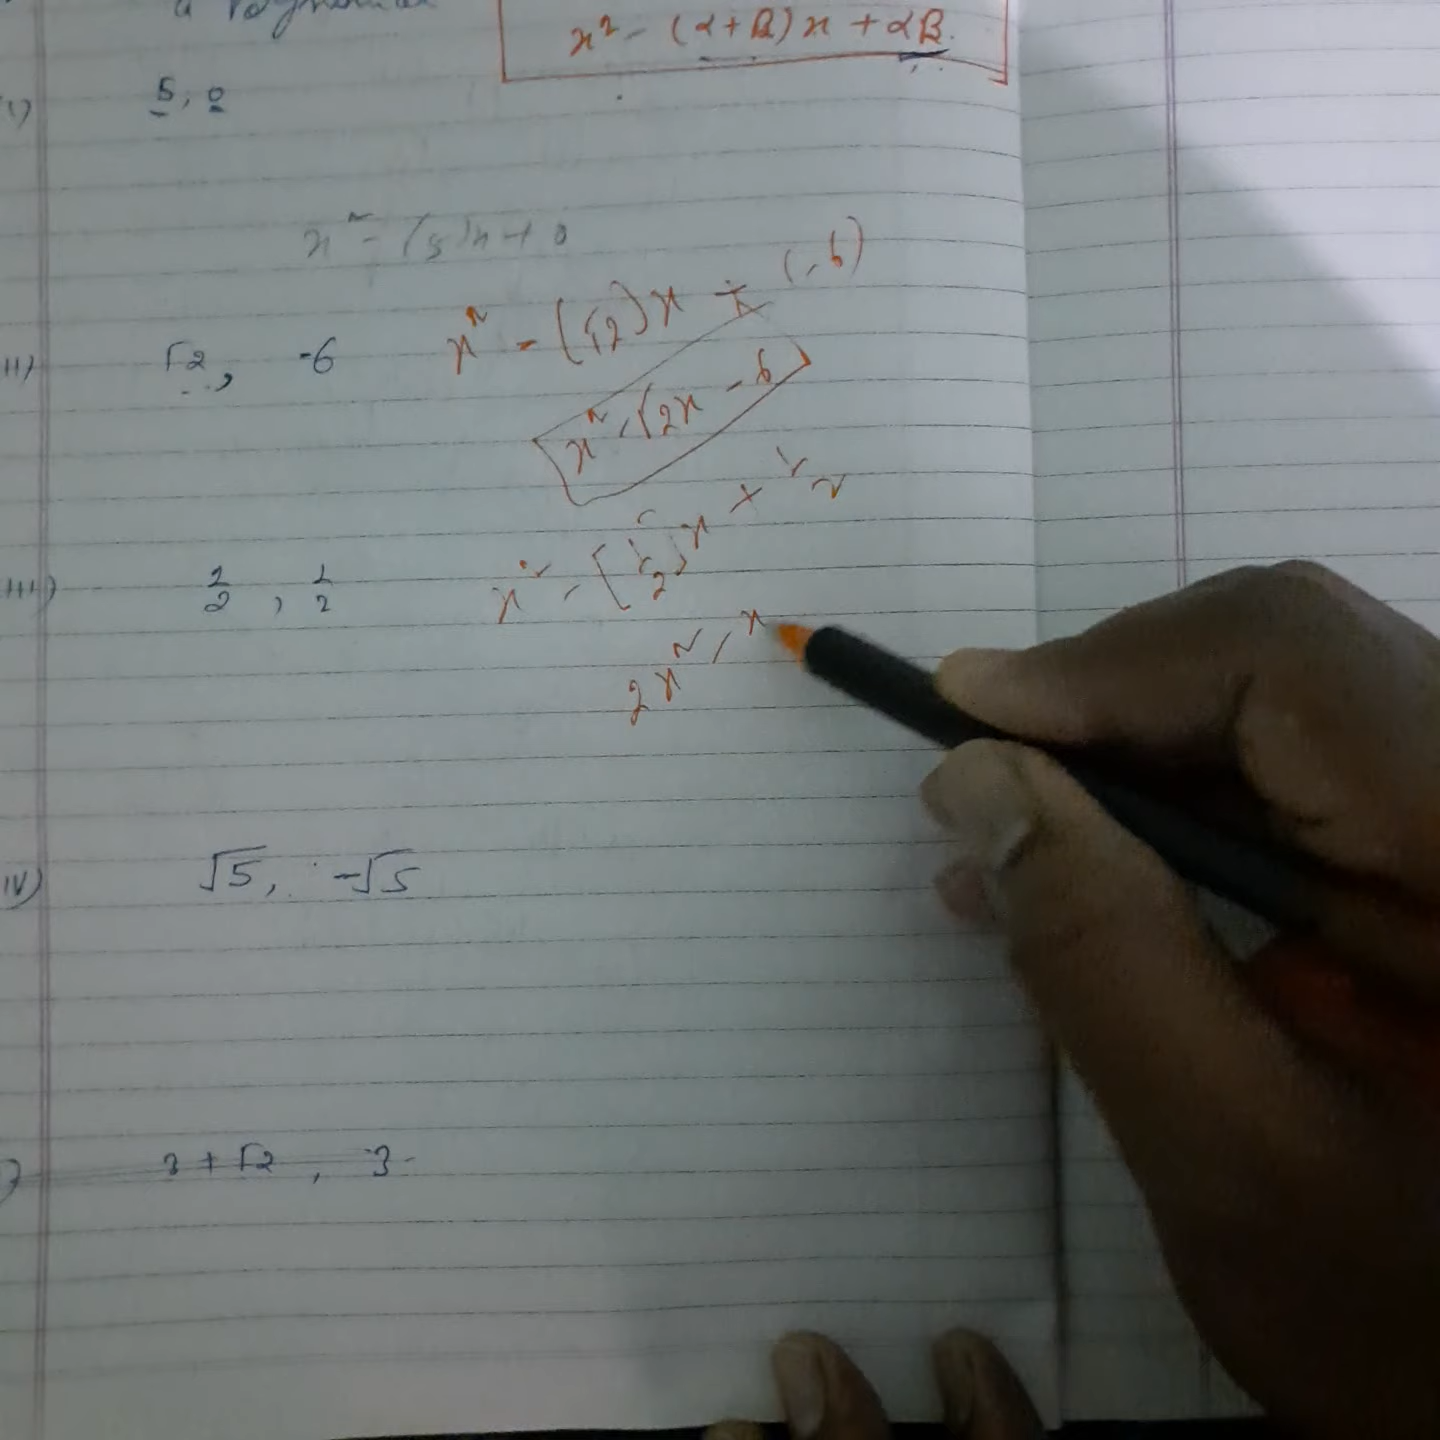 a Polynomial
x² - (α+β)x + αβ.
(i) 5, 0
x² - (5)x + 0
(ii) √2, -6
x² - (√2)x + (-6)
x² - √2x - 6
(iii) 1/2, 1/2
x² - [1/2]x + 1/2
2x² - x
(iv) √5, -√5
) 3 + √2, 3-